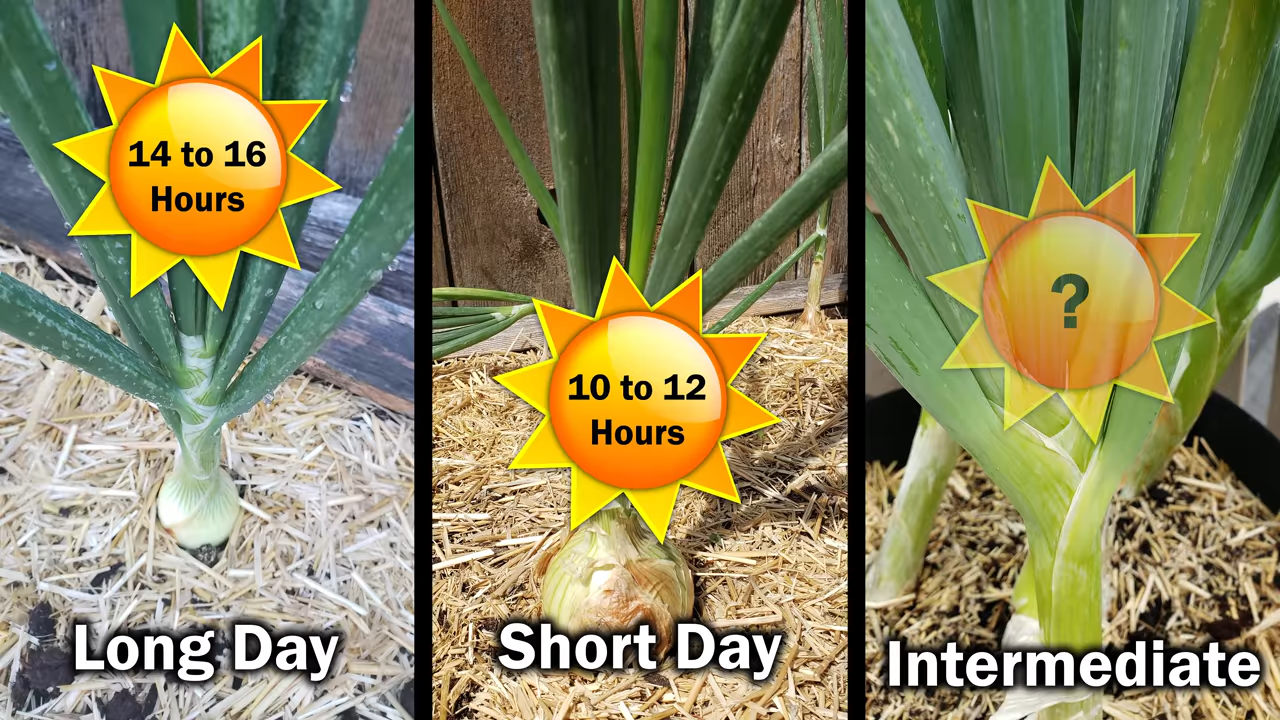 14 to 16
Hours
Long Day
10 to 12
Hours
Short Day
?
Intermediate